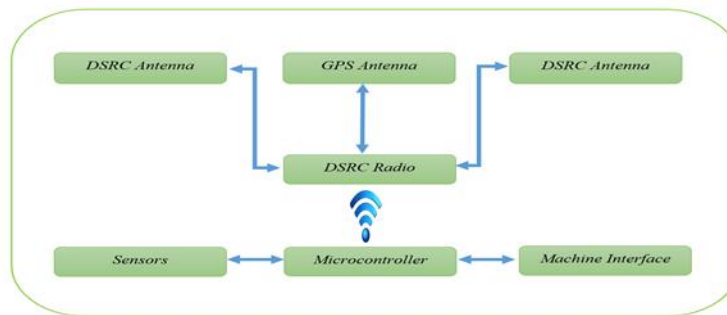 DSRC Antenna
GPS Antenna
DSRC Antenna
DSRC Radio
Sensors
Microcontroller
Machine Interface